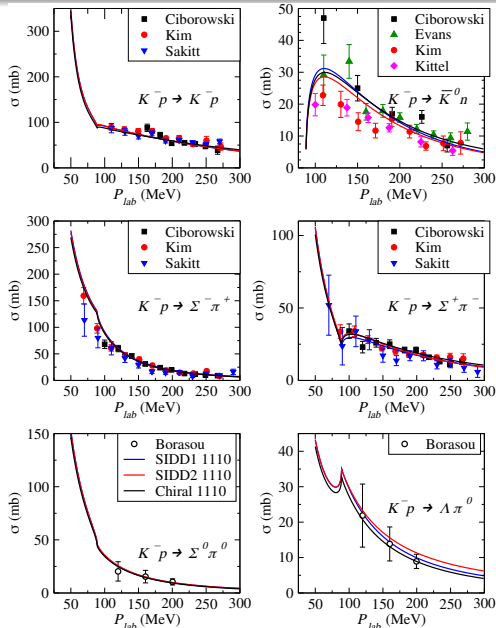 Ciborowski
Kim
Sakitt
K⁻p → K⁻p
σ (mb)
300
200
100
0
50 100 150 200 250 300
P_lab (MeV)
Ciborowski
Evans
Kim
Kittel
K⁻p → K̅⁰n
σ (mb)
50
40
30
20
10
0
100 150 200 250 300
P_lab (MeV)
Ciborowski
Kim
Sakitt
K⁻p → Σ⁻π⁺
σ (mb)
300
250
200
150
100
50
0
50 100 150 200 250 300
P_lab (MeV)
Ciborowski
Kim
Sakitt
K⁻p → Σ⁺π⁻
σ (mb)
100
50
0
50 100 150 200 250 300
P_lab (MeV)
Borasou
SIDD1 1110
SIDD2 1110
Chiral 1110
K⁻p → Σ⁰π⁰
σ (mb)
150
100
50
0
50 100 150 200 250 300
P_lab (MeV)
Borasou
K⁻p → Λπ⁰
σ (mb)
40
30
20
10
0
50 100 150 200 250 300
P_lab (MeV)